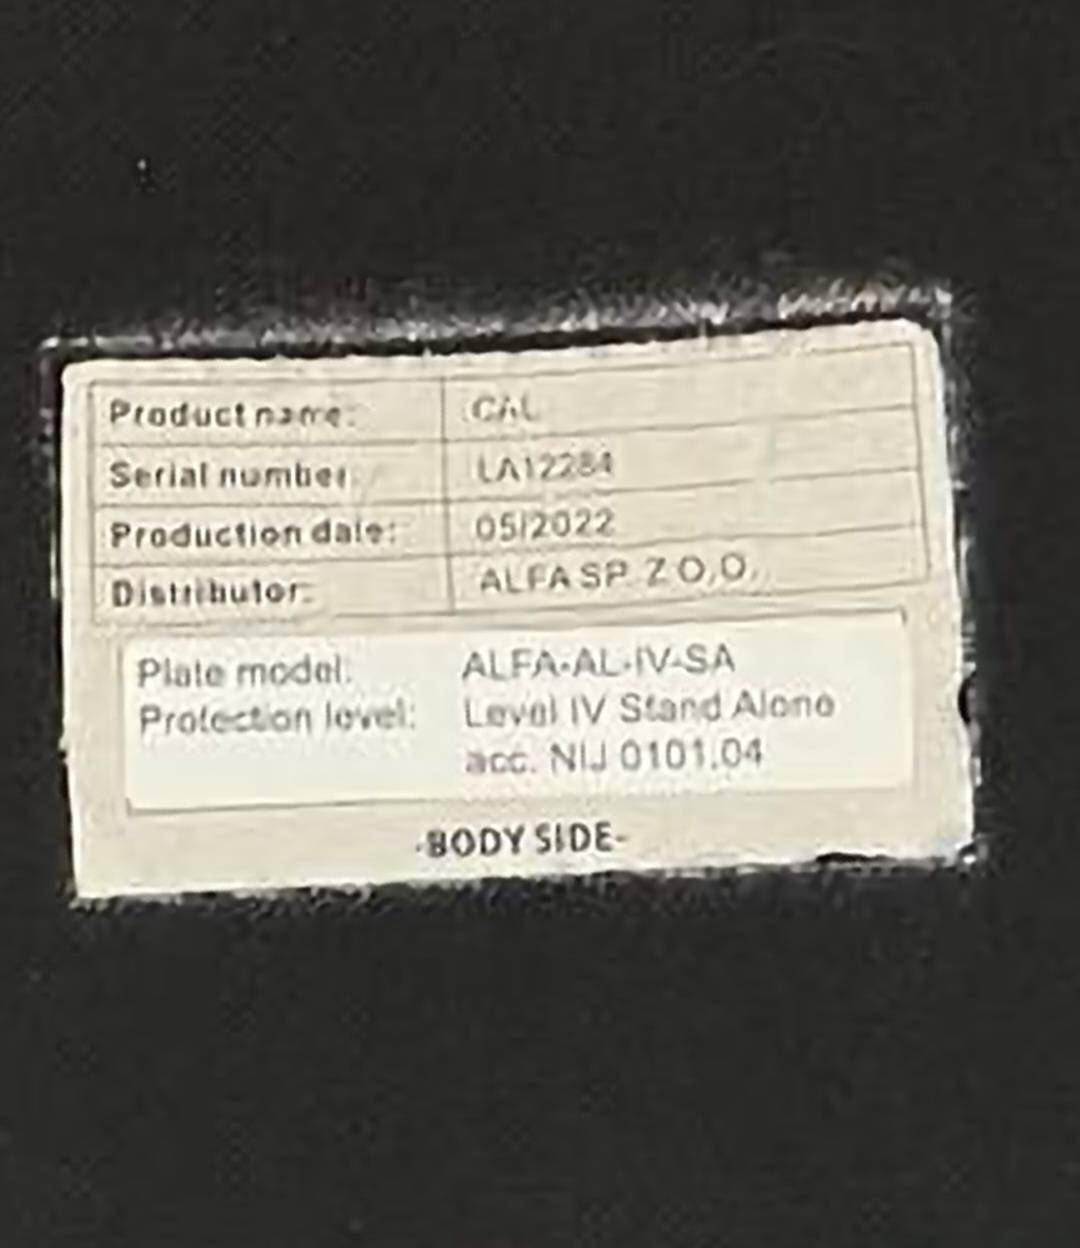 Product name: CAL
Serial number: LA12284
Production date: 05/2022
Distributor: ALFA SP. Z O.O.
Plate model: ALFA-AL-IV-SA
Protection level: Level IV Stand Alone
acc. NIJ 0101.04
-BODY SIDE-